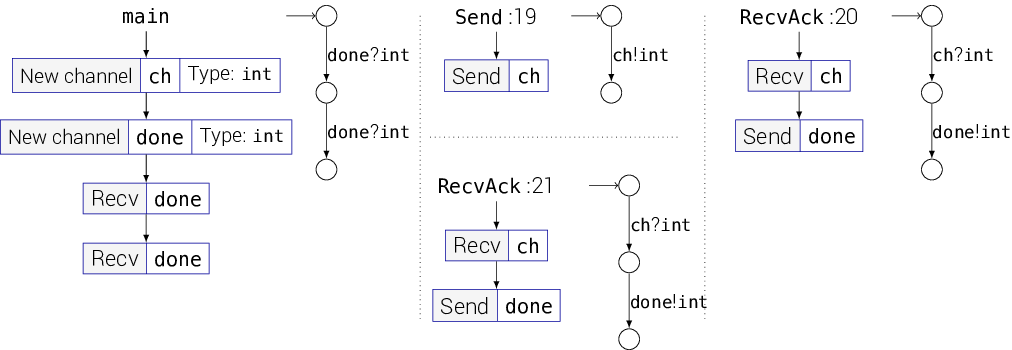 main
New channel ch Type: int
New channel done Type: int
Recv done
Recv done
done?int
done?int
Send :19
Send ch
ch!int
RecvAck :21
Recv ch
Send done
ch?int
done!int
RecvAck :20
Recv ch
Send done
ch?int
done!int